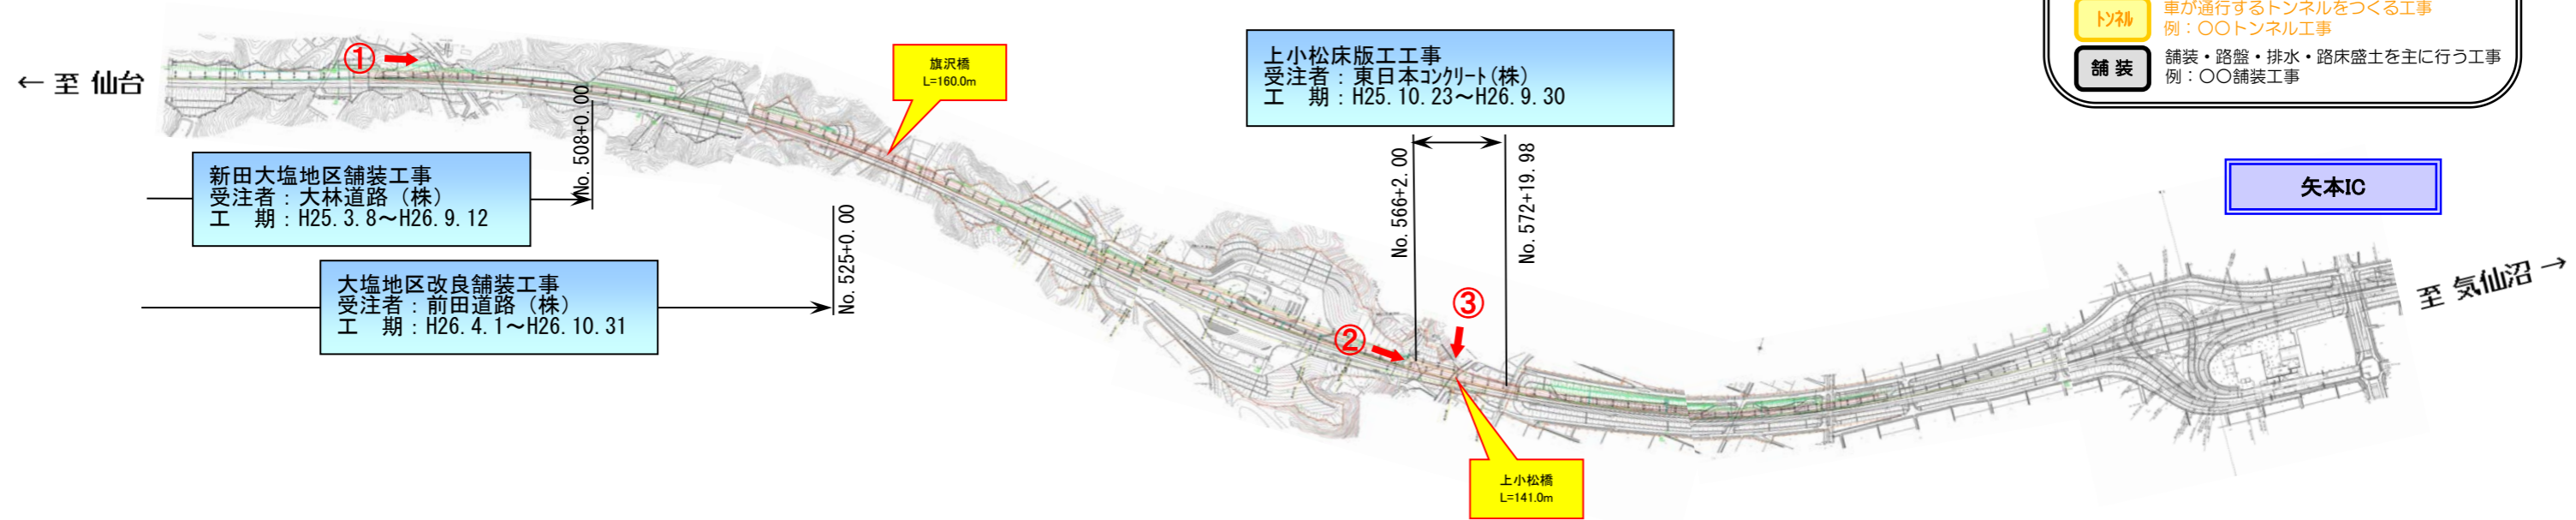 トンネル
車が通行するトンネルをつくる工事
例：〇〇トンネル工事
舗 装
舗装・路盤・排水・路床盛土を主に行う工事
例：〇〇舗装工事
← 至 仙台
①
旗沢橋
L=160.0m
上小松床版工工事
受注者：東日本ｺﾝｸﾘｰﾄ(株)
工　期：H25.10.23～H26.9.30
矢本IC
新田大塩地区舗装工事
受注者：大林道路（株）
工　期：H25.3.8～H26.9.12
No.508+0.00
大塩地区改良舗装工事
受注者：前田道路（株）
工　期：H26.4.1～H26.10.31
No.525+0.00
No.566+2.00
No.572+19.98
②
③
至 気仙沼 →
上小松橋
L=141.0m